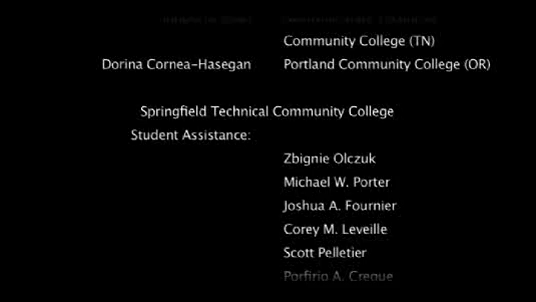 Community College (TN)
Dorina Cornea-Hasegan Portland Community College (OR)
Springfield Technical Community College
Student Assistance:
Zbignie Olczuk
Michael W. Porter
Joshua A. Fournier
Corey M. Leveille
Scott Pelletier
Porfirio A. Creque